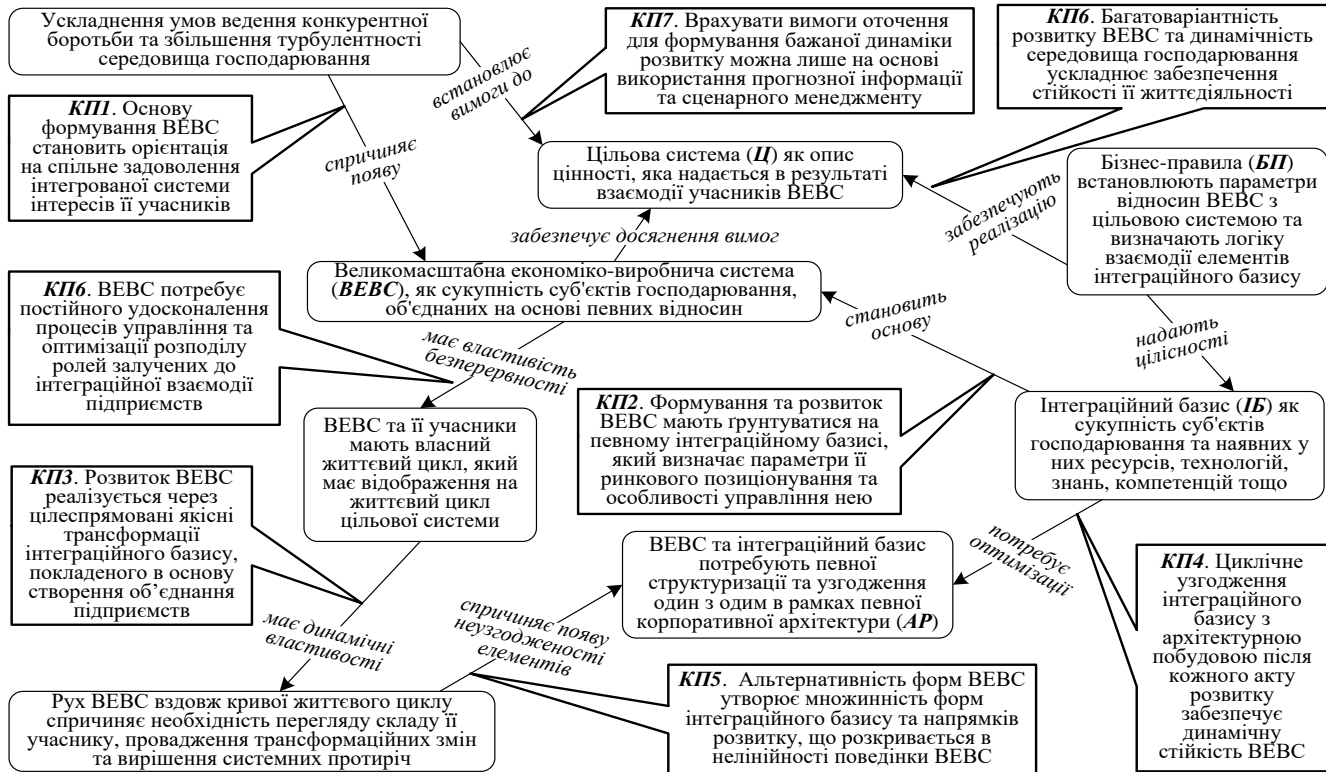 Ускладнення умов ведення конкурентної
боротьби та збільшення турбулентності
середовища господарювання
КП7. Врахувати вимоги оточення
для формування бажаної динаміки
розвитку можна лише на основі
використання прогнозної інформації
та сценарного менеджменту
КП6. Багатоваріантність
розвитку ВЕВС та динамічність
середовища господарювання
ускладнює забезпечення
стійкості її життєдіяльності
встановлює
вимоги до
КП1. Основу
формування ВЕВС
становить орієнтація
на спільне задоволення
інтегрованої системи
інтересів її учасників
спричиняє
появу
Цільова система (Ц) як опис
цінності, яка надається в результаті
взаємодії учасників ВЕВС
забезпечують
реалізацію
Бізнес-правила (БП)
встановлюють параметри
відносин ВЕВС з
цільовою системою та
визначають логіку
взаємодії елементів
інтеграційного базису
забезпечує досягнення вимог
Великомасштабна економіко-виробнича система
(ВЕВС), як сукупність суб'єктів господарювання,
об'єднаних на основі певних відносин
становить
основу
надають
цілісності
КП6. ВЕВС потребує
постійного удосконалення
процесів управління та
оптимізації розподілу
ролей залучених до
інтеграційної взаємодії
підприємств
має властивість
безперервності
КП2. Формування та розвиток
ВЕВС мають ґрунтуватися на
певному інтеграційному базисі,
який визначає параметри її
ринкового позиціонування та
особливості управління нею
Інтеграційний базис (ІБ) як
сукупність суб'єктів
господарювання та наявних у
них ресурсів, технологій,
знань, компетенцій тощо
ВЕВС та її учасники
мають власний
життєвий цикл, який
має відображення на
життєвий цикл
цільової системи
КП3. Розвиток ВЕВС
реалізується через
цілеспрямовані якісні
трансформації
інтеграційного базису,
покладеного в основу
створення об’єднання
підприємств
ВЕВС та інтеграційний базис
потребують певної
структуризації та узгодження
один з одним в рамках певної
корпоративної архітектури (АР)
потребує
оптимізації
КП4. Циклічне
узгодження
інтеграційного
базису з
архітектурною
побудовою після
кожного акту
розвитку
забезпечує
динамічну
стійкість ВЕВС
має динамічні
властивості
спричиняє появу
неузгодженості
елементів
Рух ВЕВС вздовж кривої життєвого циклу
спричиняє необхідність перегляду складу її
учаснику, провадження трансформаційних змін
та вирішення системних протиріч
КП5. Альтернативність форм ВЕВС
утворює множинність форм
інтеграційного базису та напрямків
розвитку, що розкривається в
нелінійності поведінки ВЕВС